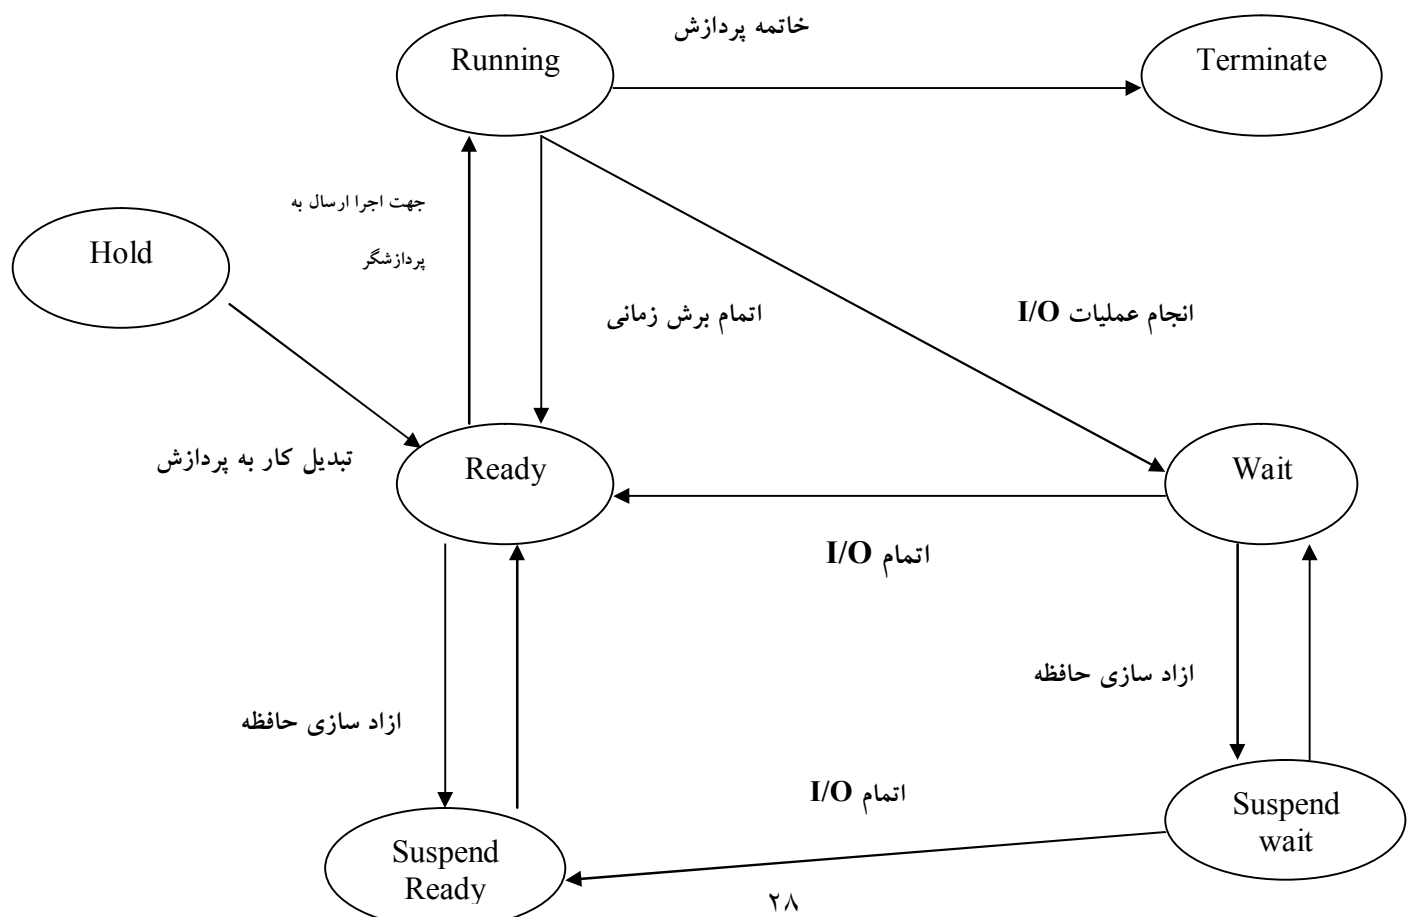 خاتمه پردازش
Running
Terminate
جهت اجرا ارسال به
پردازشگر
Hold
اتمام برش زمانی
انجام عملیات I/O
تبدیل کار به پردازش
Ready
Wait
اتمام I/O
ازاد سازی حافظه
ازاد سازی حافظه
اتمام I/O
Suspend
wait
Suspend
Ready
۲۸